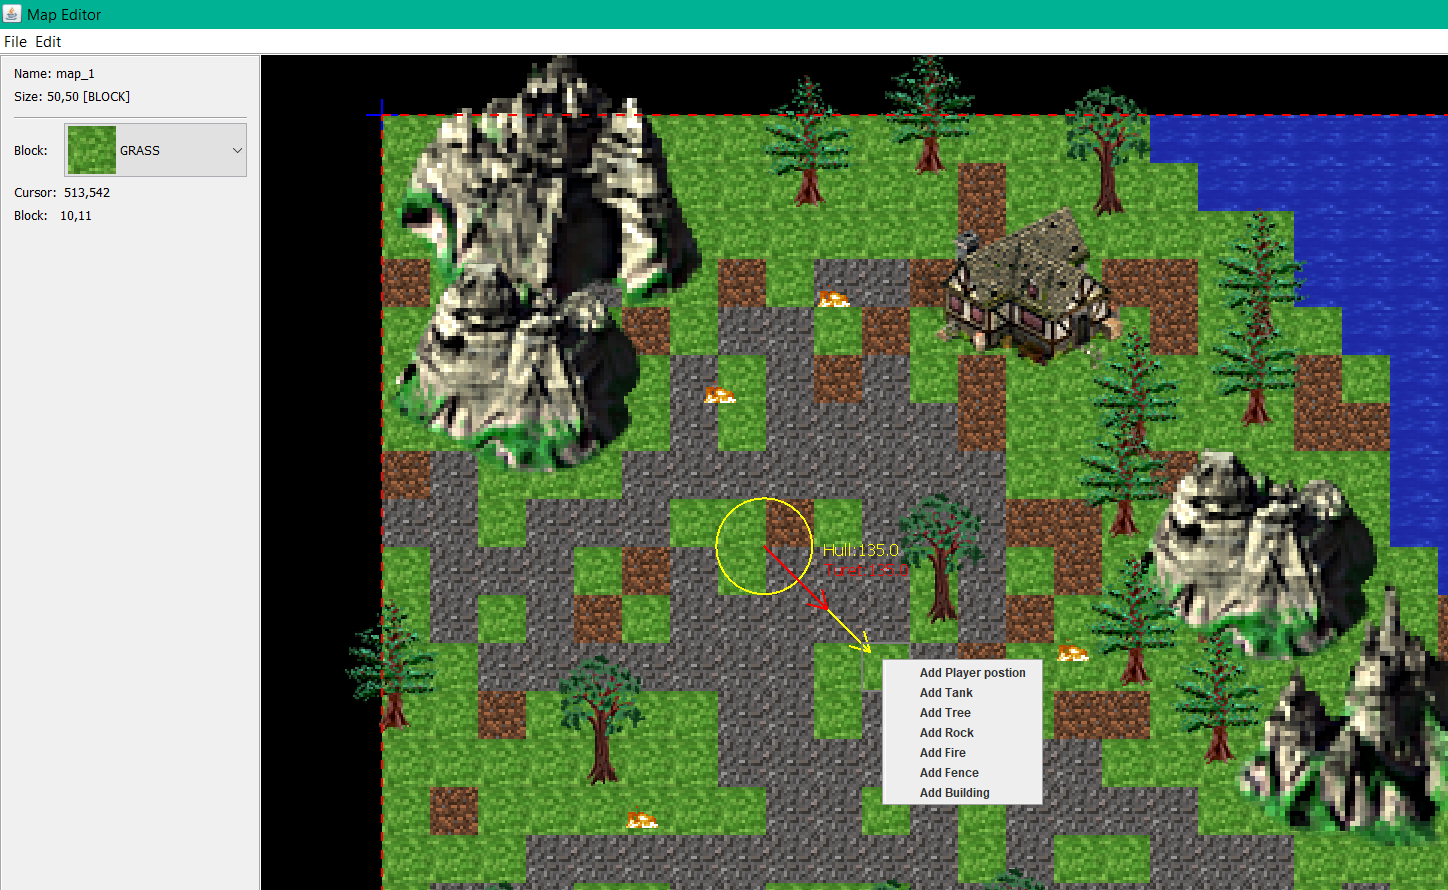 Map Editor
File Edit
Name: map_1
Size: 50,50 [BLOCK]
Block: GRASS
Cursor: 513,542
Block: 10,11
Hull:135.0
Add Player postion
Add Tank
Add Tree
Add Rock
Add Fire
Add Fence
Add Building